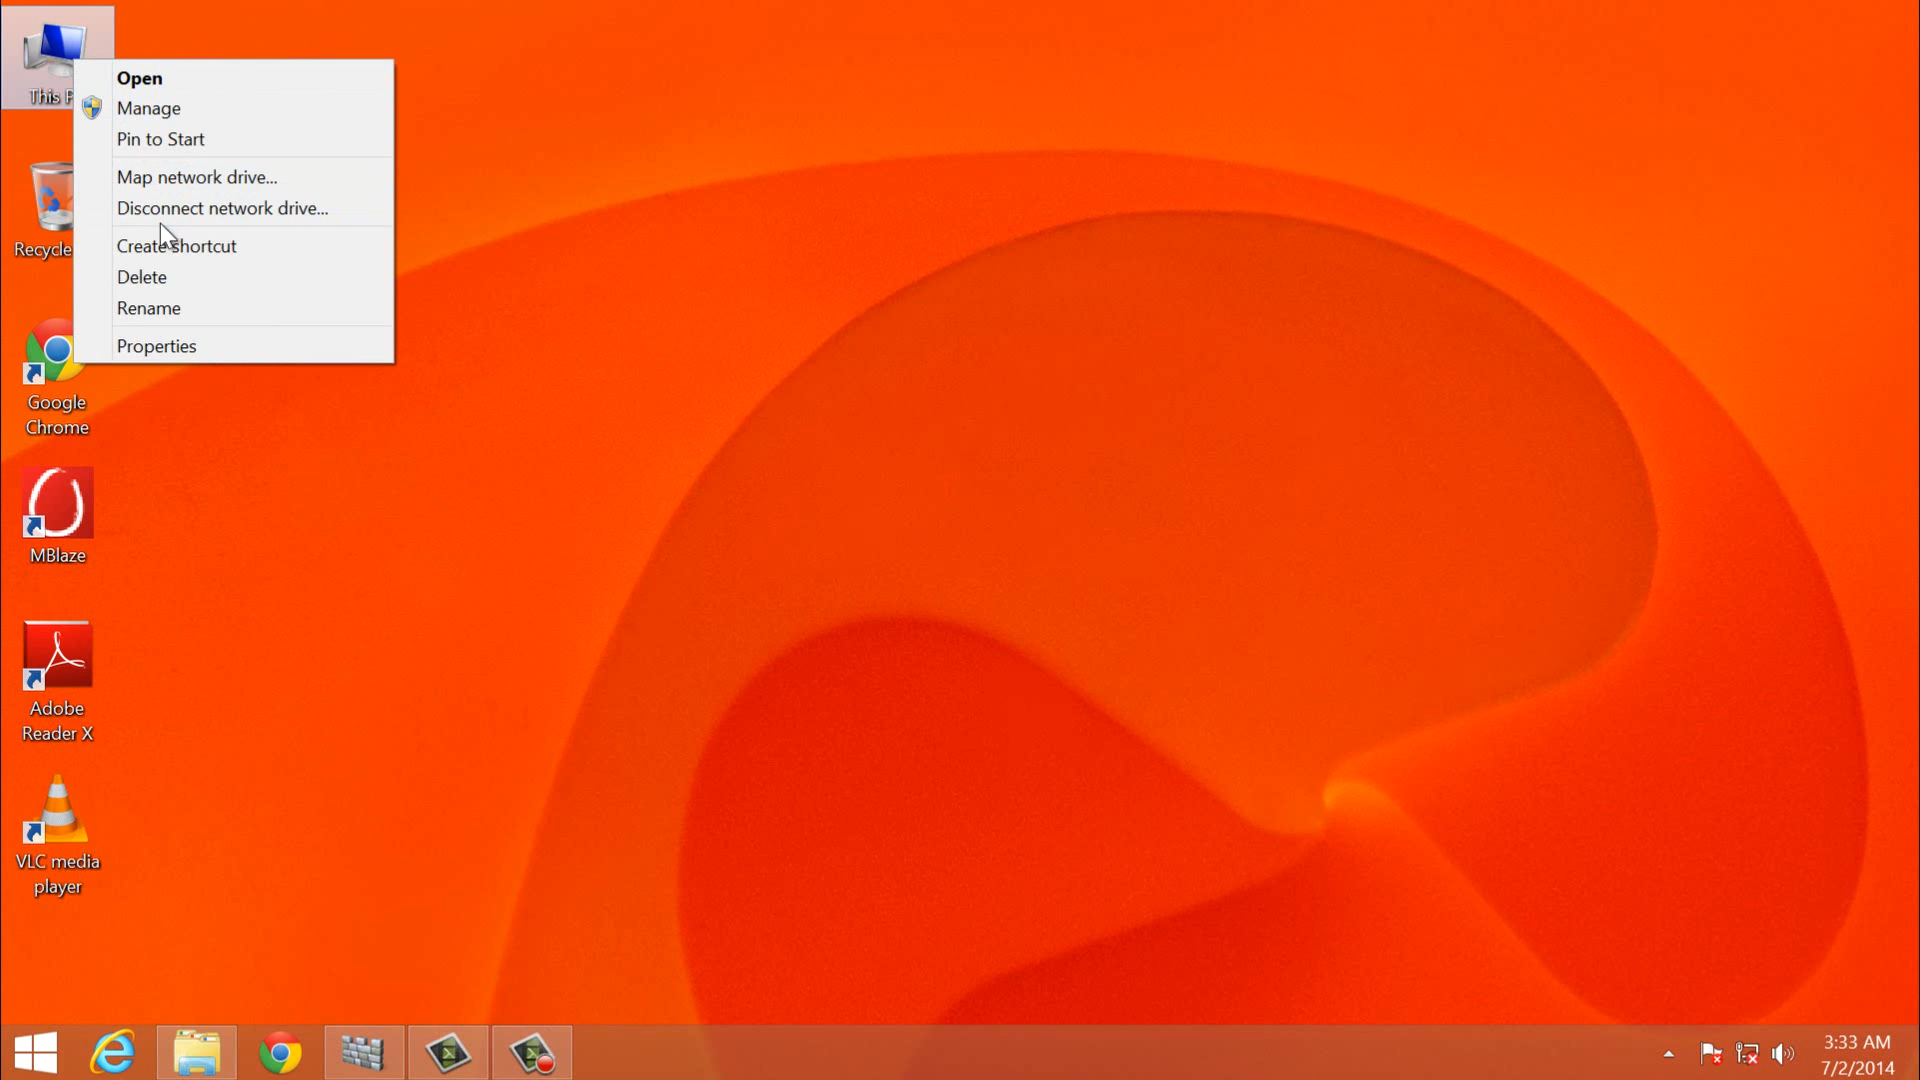 This P
Open
Manage
Pin to Start
Map network drive...
Disconnect network drive...
Create shortcut
Delete
Rename
Properties
Recycle
Google
Chrome
MBlaze
Adobe
Reader X
VLC media
player
3:33 AM
7/2/2014